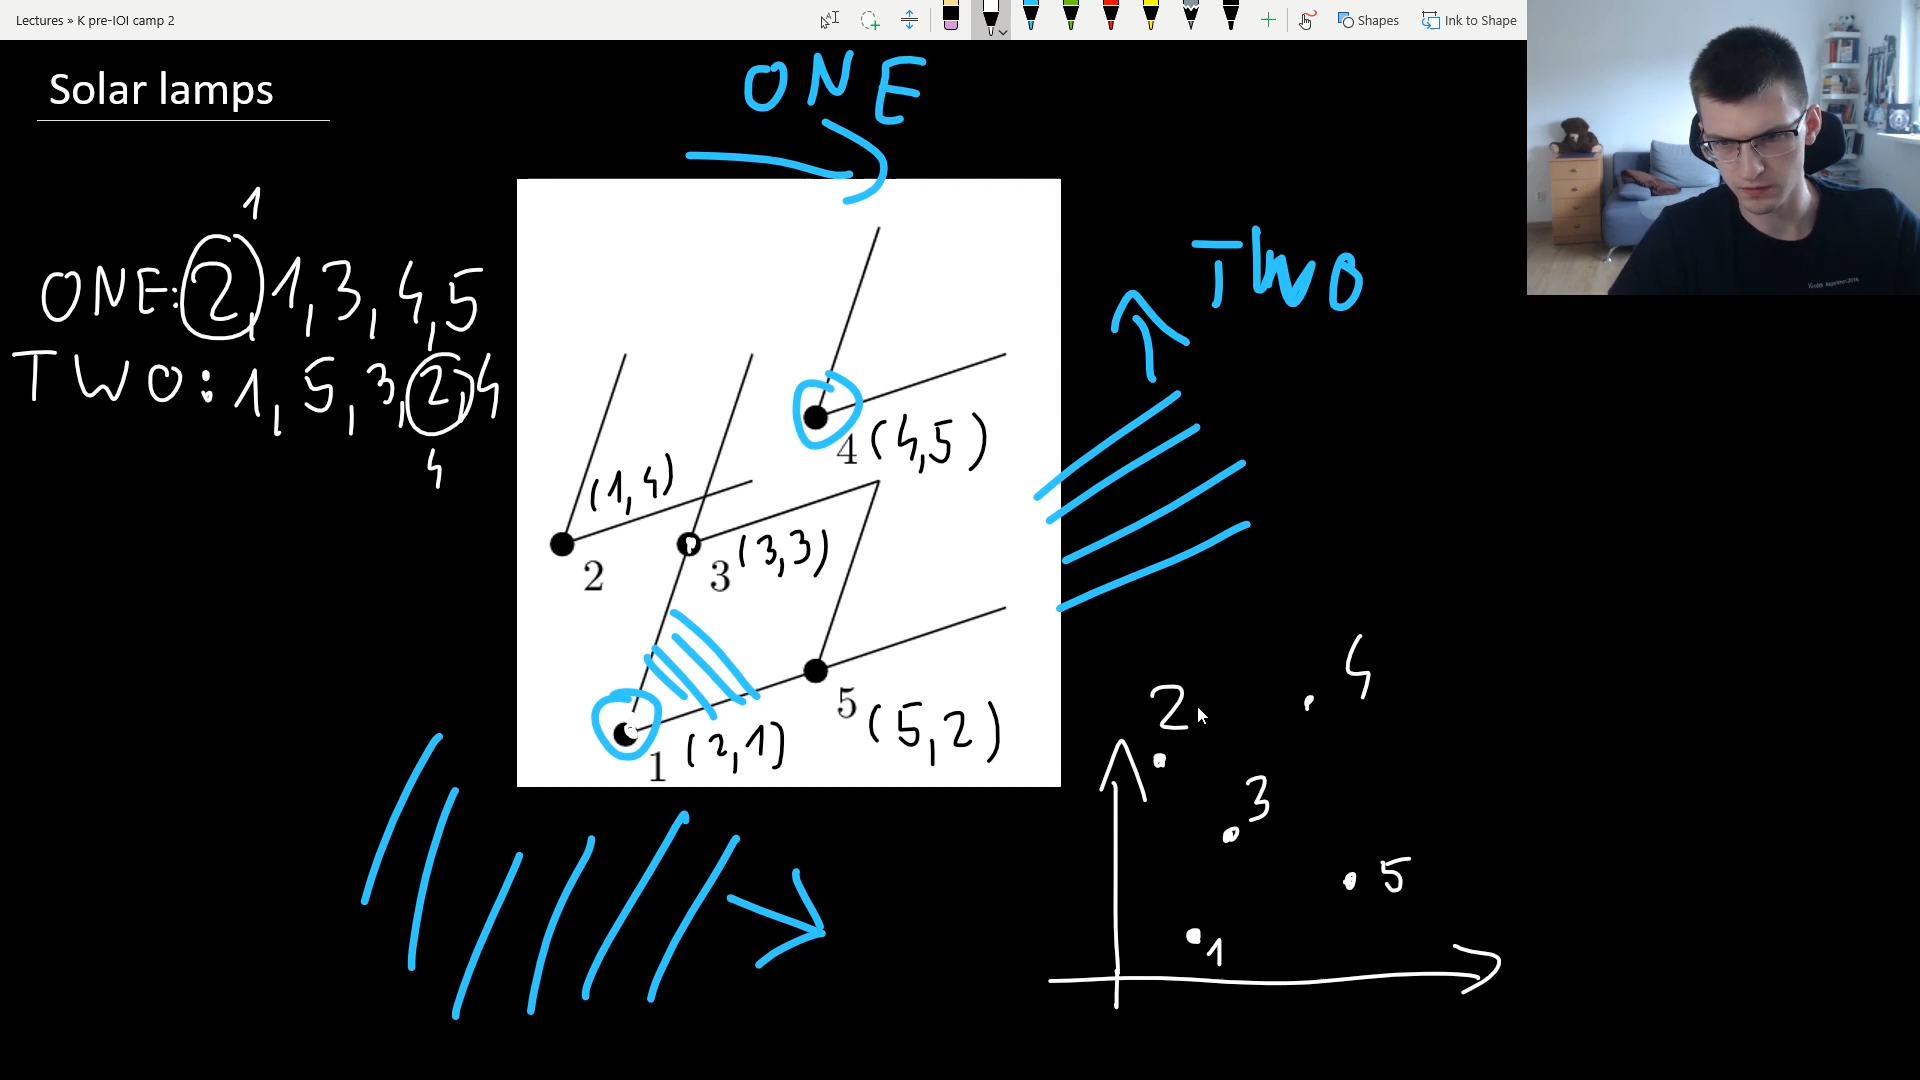 Lectures » K pre-IOI camp 2
Shapes
Ink to Shape
Solar lamps
ONE
1
ONE: 2, 1, 3, 4, 5
TWO: 1, 5, 3, 2, 4
4
TWO
4 (4,5)
(1,4)
2
3 (3,3)
5 (5,2)
1 (2,1)
4
2
3
5
1